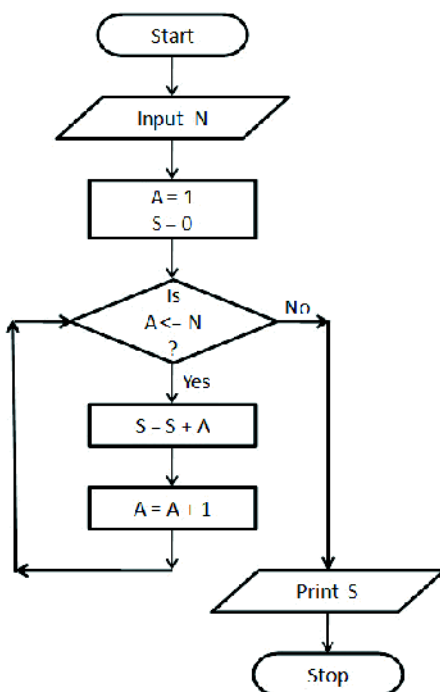 Start
Input N
A = 1
S = 0
Is
A <= N
?
No
Yes
S = S + A
A = A + 1
Print S
Stop